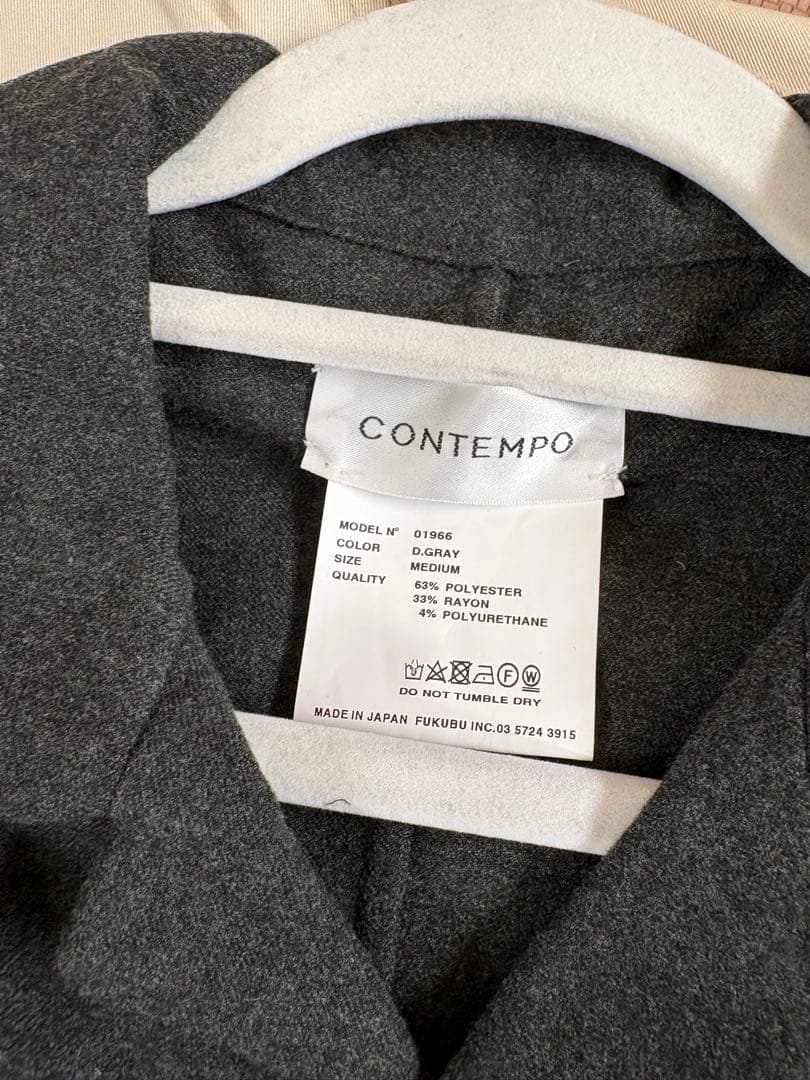 CONTEMPO
MODEL N° 01966
COLOR D.GRAY
SIZE MEDIUM
QUALITY 63% POLYESTER
33% RAYON
4% POLYURETHANE
F W
DO NOT TUMBLE DRY
MADE IN JAPAN FUKUBU INC.03 5724 3915